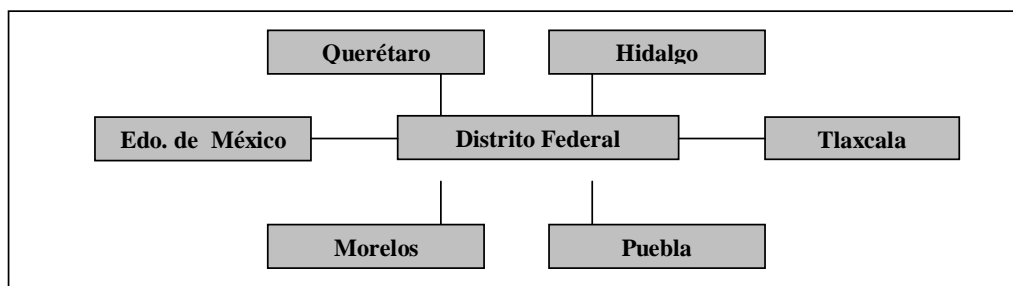 Querétaro
Hidalgo
Edo. de México
Distrito Federal
Tlaxcala
Morelos
Puebla